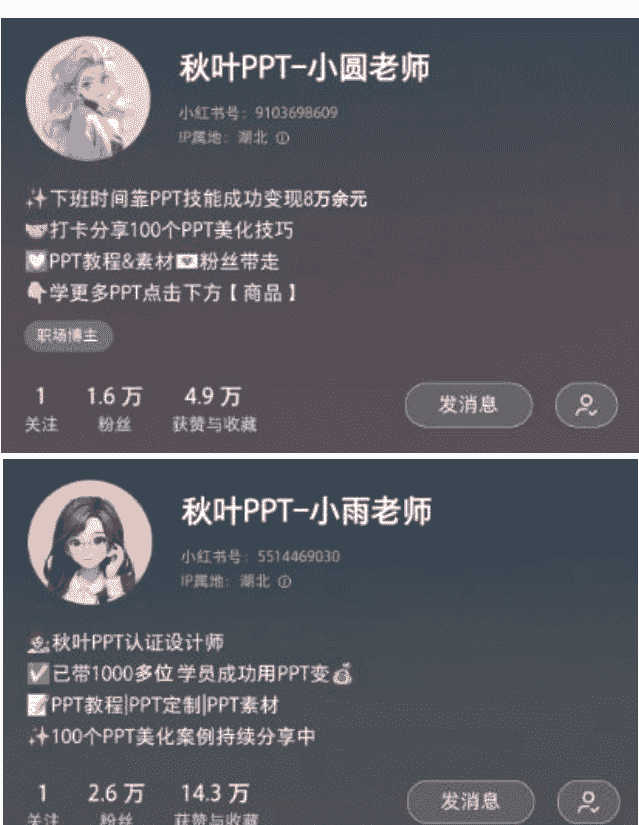 秋叶PPT-小圆老师
小红书号：9103698609
IP属地：湖北
✨下班时间靠PPT技能成功变现8万余元
🤝打卡分享100个PPT美化技巧
💟PPT教程&素材💌粉丝带走
👇学更多PPT点击下方【商品】
职场博主
1 1.6万 4.9万
关注 粉丝 获赞与收藏
发消息
秋叶PPT-小雨老师
小红书号：5514469030
IP属地：湖北
秋叶PPT认证设计师
✅已带1000多位学员成功用PPT变💰
📝PPT教程|PPT定制|PPT素材
✨100个PPT美化案例持续分享中
1 2.6万 14.3万
关注 粉丝 获赞与收藏
发消息